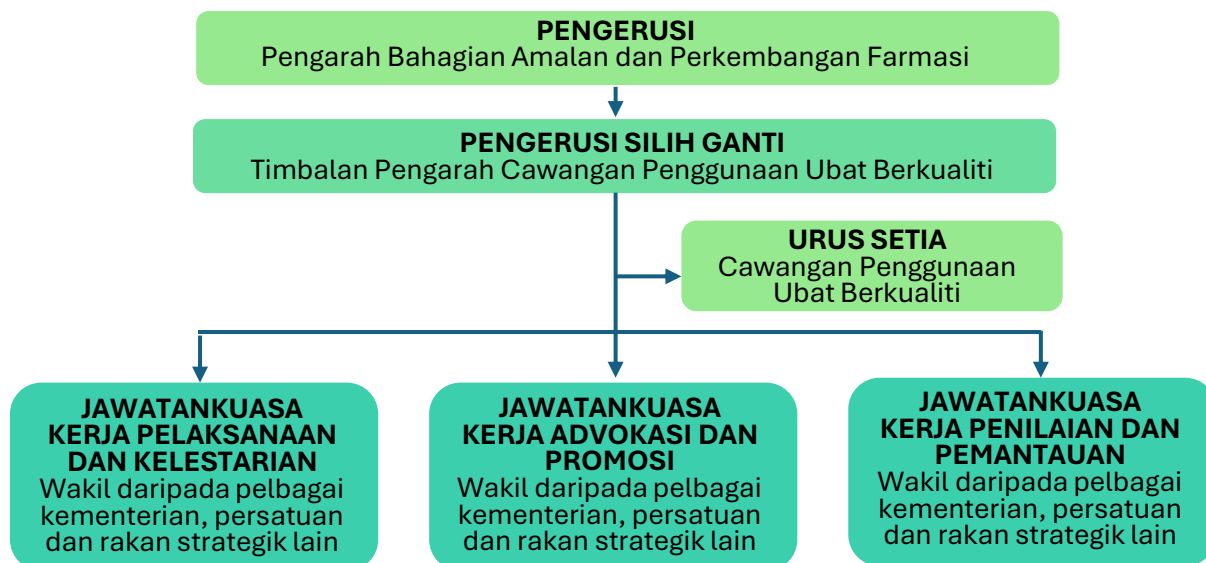 PENGERUSI
Pengarah Bahagian Amalan dan Perkembangan Farmasi
PENGERUSI SILIH GANTI
Timbalan Pengarah Cawangan Penggunaan Ubat Berkualiti
URUS SETIA
Cawangan Penggunaan
Ubat Berkualiti
JAWATANKUASA
KERJA PELAKSANAAN
DAN KELESTARIAN
Wakil daripada pelbagai
kementerian, persatuan
dan rakan strategik lain
JAWATANKUASA
KERJA ADVOKASI DAN
PROMOSI
Wakil daripada pelbagai
kementerian, persatuan
dan rakan strategik lain
JAWATANKUASA
KERJA PENILAIAN DAN
PEMANTAUAN
Wakil daripada pelbagai
kementerian, persatuan
dan rakan strategik lain